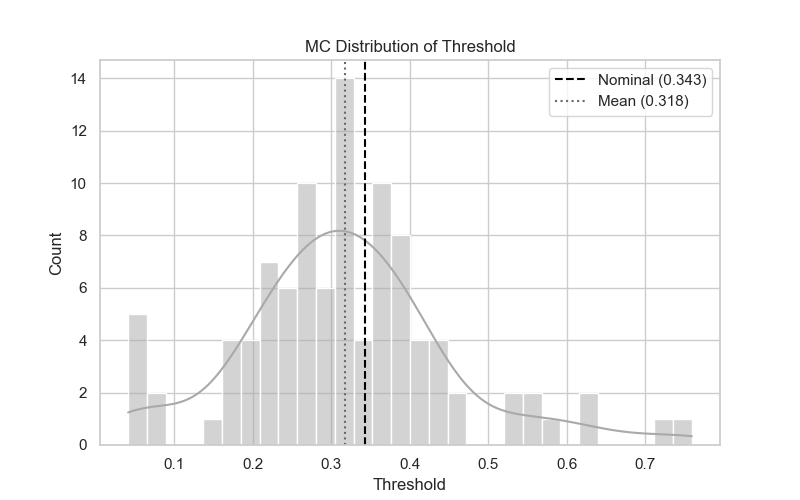 MC Distribution of Threshold
Nominal (0.343)
Mean (0.318)
Count
14
12
10
8
6
4
2
0
0.1 0.2 0.3 0.4 0.5 0.6 0.7
Threshold